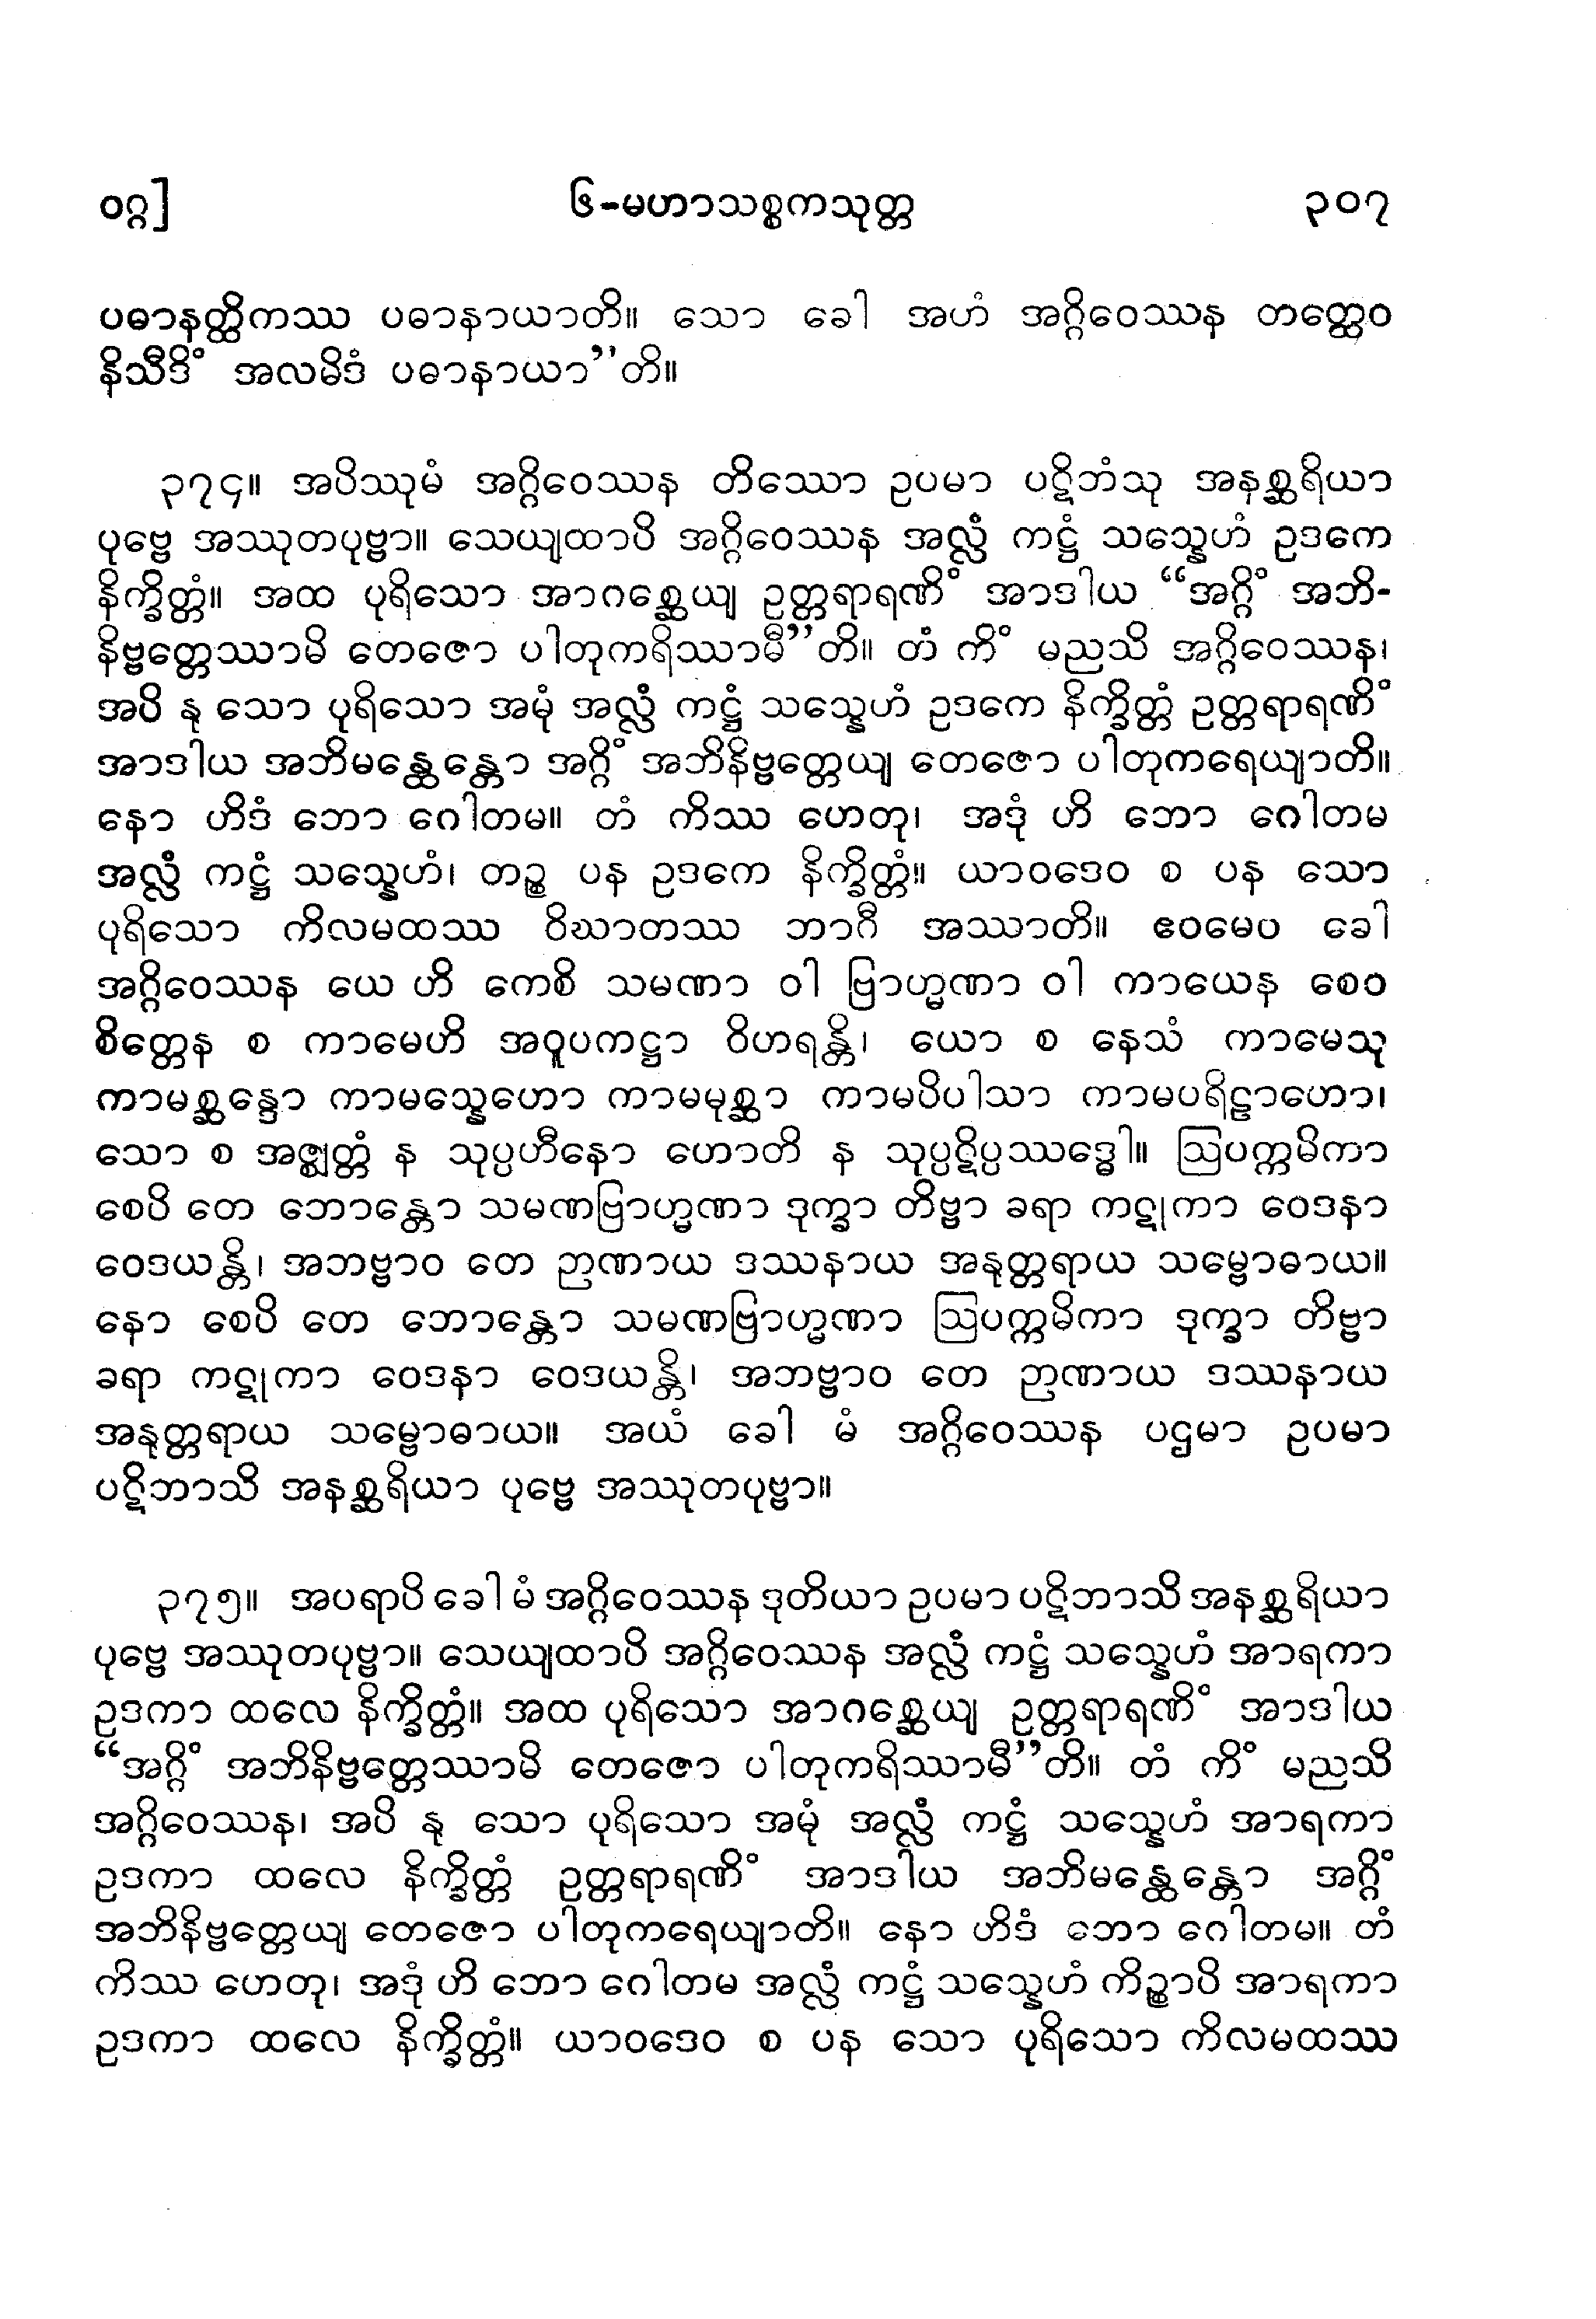 ဝဂ္ဂ] ၆-မဟာသစ္စကသုတ္တ ၃၀၇
ပဓာနတ္ထိကဿ ပဓာနာယာတိ။ သော ခေါ အဟံ အဂ္ဂိဝေဿန တတ္ထေဝ
နိသီဒိံ အလမိဒံ ပဓာနာယာ”တိ။
၃၇၄။ အပိဿုမံ အဂ္ဂိဝေဿန တိဿော ဥပမာ ပဋိဘံသု အနစ္ဆရိယာ
ပုဗ္ဗေ အဿုတပုဗ္ဗာ။ သေယျထာပိ အဂ္ဂိဝေဿန အလ္လံ ကဋ္ဌံ သသ္နေဟံ ဥဒကေ
နိက္ခိတ္တံ။ အထ ပုရိသော အာဂစ္ဆေယျ ဥတ္တရာရဏိံ အာဒါယ “အဂ္ဂိံ အဘိ-
နိဗ္ဗတ္တေဿာမိ တေဇော ပါတုကရိဿာမီ”တိ။ တံ ကိံ မညသိ အဂ္ဂိဝေဿန၊
အပိ နု သော ပုရိသော အမုံ အလ္လံ ကဋ္ဌံ သသ္နေဟံ ဥဒကေ နိက္ခိတ္တံ ဥတ္တရာရဏိံ
အာဒါယ အဘိမန္ထေန္တော အဂ္ဂိံ အဘိနိဗ္ဗတ္တေယျ တေဇော ပါတုကရေယျာတိ။
နော ဟိဒံ ဘော ဂေါတမ။ တံ ကိဿ ဟေတု၊ အဒုံ ဟိ ဘော ဂေါတမ
အလ္လံ ကဋ္ဌံ သသ္နေဟံ၊ တဉ္စ ပန ဥဒကေ နိက္ခိတ္တံ။ ယာဝဒေဝ စ ပန သော
ပုရိသော ကိလမထဿ ဝိဃာတဿ ဘာဂီ အဿာတိ။ ဧဝမေဝ ခေါ
အဂ္ဂိဝေဿန ယေ ဟိ ကေစိ သမဏာ ဝါ ဗြာဟ္မဏာ ဝါ ကာယေန စေဝ
စိတ္တေန စ ကာမေဟိ အဝူပကဋ္ဌာ ဝိဟရန္တိ၊ ယော စ နေသံ ကာမေသု
ကာမစ္ဆန္ဒော ကာမသ္နေဟော ကာမမုစ္ဆာ ကာမပိပါသာ ကာမပရိဠာဟော၊
သော စ အဇ္ဈတ္တံ န သုပ္ပဟီနော ဟောတိ န သုပ္ပဋိပ္ပဿဒ္ဓေါ။ ဩပက္ကမိကာ
စေပိ တေ ဘောန္တော သမဏဗြာဟ္မဏာ ဒုက္ခာ တိဗ္ဗာ ခရာ ကဋုကာ ဝေဒနာ
ဝေဒယန္တိ၊ အဘဗ္ဗာဝ တေ ဉာဏာယ ဒဿနာယ အနုတ္တရာယ သမ္ဗောဓာယ။
နော စေပိ တေ ဘောန္တော သမဏဗြာဟ္မဏာ ဩပက္ကမိကာ ဒုက္ခာ တိဗ္ဗာ
ခရာ ကဋုကာ ဝေဒနာ ဝေဒယန္တိ၊ အဘဗ္ဗာဝ တေ ဉာဏာယ ဒဿနာယ
အနုတ္တရာယ သမ္ဗောဓာယ။ အယံ ခေါ မံ အဂ္ဂိဝေဿန ပဌမာ ဥပမာ
ပဋိဘာသိ အနစ္ဆရိယာ ပုဗ္ဗေ အဿုတပုဗ္ဗာ။
၃၇၅။ အပရာပိ ခေါ မံ အဂ္ဂိဝေဿန ဒုတိယာ ဥပမာ ပဋိဘာသိ အနစ္ဆရိယာ
ပုဗ္ဗေ အဿုတပုဗ္ဗာ။ သေယျထာပိ အဂ္ဂိဝေဿန အလ္လံ ကဋ္ဌံ သသ္နေဟံ အာရကာ
ဥဒကာ ထလေ နိက္ခိတ္တံ။ အထ ပုရိသော အာဂစ္ဆေယျ ဥတ္တရာရဏိံ အာဒါယ
“အဂ္ဂိံ အဘိနိဗ္ဗတ္တေဿာမိ တေဇော ပါတုကရိဿာမီ”တိ။ တံ ကိံ မညသိ
အဂ္ဂိဝေဿန၊ အပိ နု သော ပုရိသော အမုံ အလ္လံ ကဋ္ဌံ သသ္နေဟံ အာရကာ
ဥဒကာ ထလေ နိက္ခိတ္တံ ဥတ္တရာရဏိံ အာဒါယ အဘိမန္ထေန္တော အဂ္ဂိံ
အဘိနိဗ္ဗတ္တေယျ တေဇော ပါတုကရေယျာတိ။ နော ဟိဒံ ဘော ဂေါတမ။ တံ
ကိဿ ဟေတု၊ အဒုံ ဟိ ဘော ဂေါတမ အလ္လံ ကဋ္ဌံ သသ္နေဟံ ကိဉ္စာပိ အာရကာ
ဥဒကာ ထလေ နိက္ခိတ္တံ။ ယာဝဒေဝ စ ပန သော ပုရိသော ကိလမထဿ